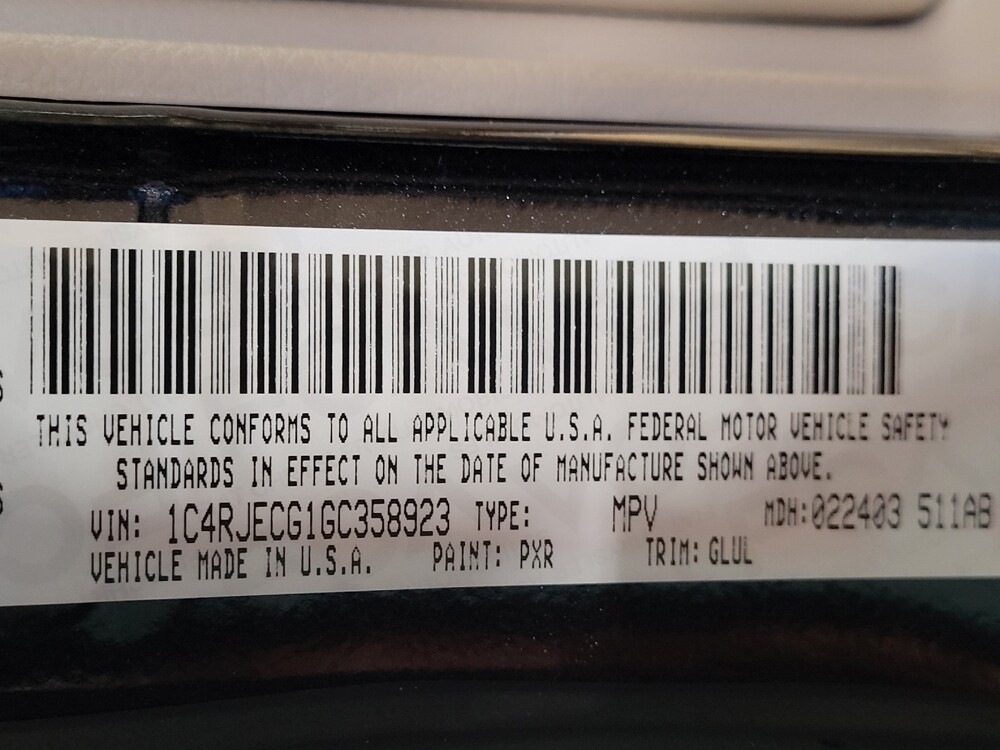 THIS VEHICLE CONFORMS TO ALL APPLICABLE U.S.A. FEDERAL MOTOR VEHICLE SAFETY
STANDARDS IN EFFECT ON THE DATE OF MANUFACTURE SHOWN ABOVE.
VIN: 1C4RJECG1GC358923 TYPE: MPV MDH:022403 511AB
VEHICLE MADE IN U.S.A. PAINT: PXR TRIM: GLUL